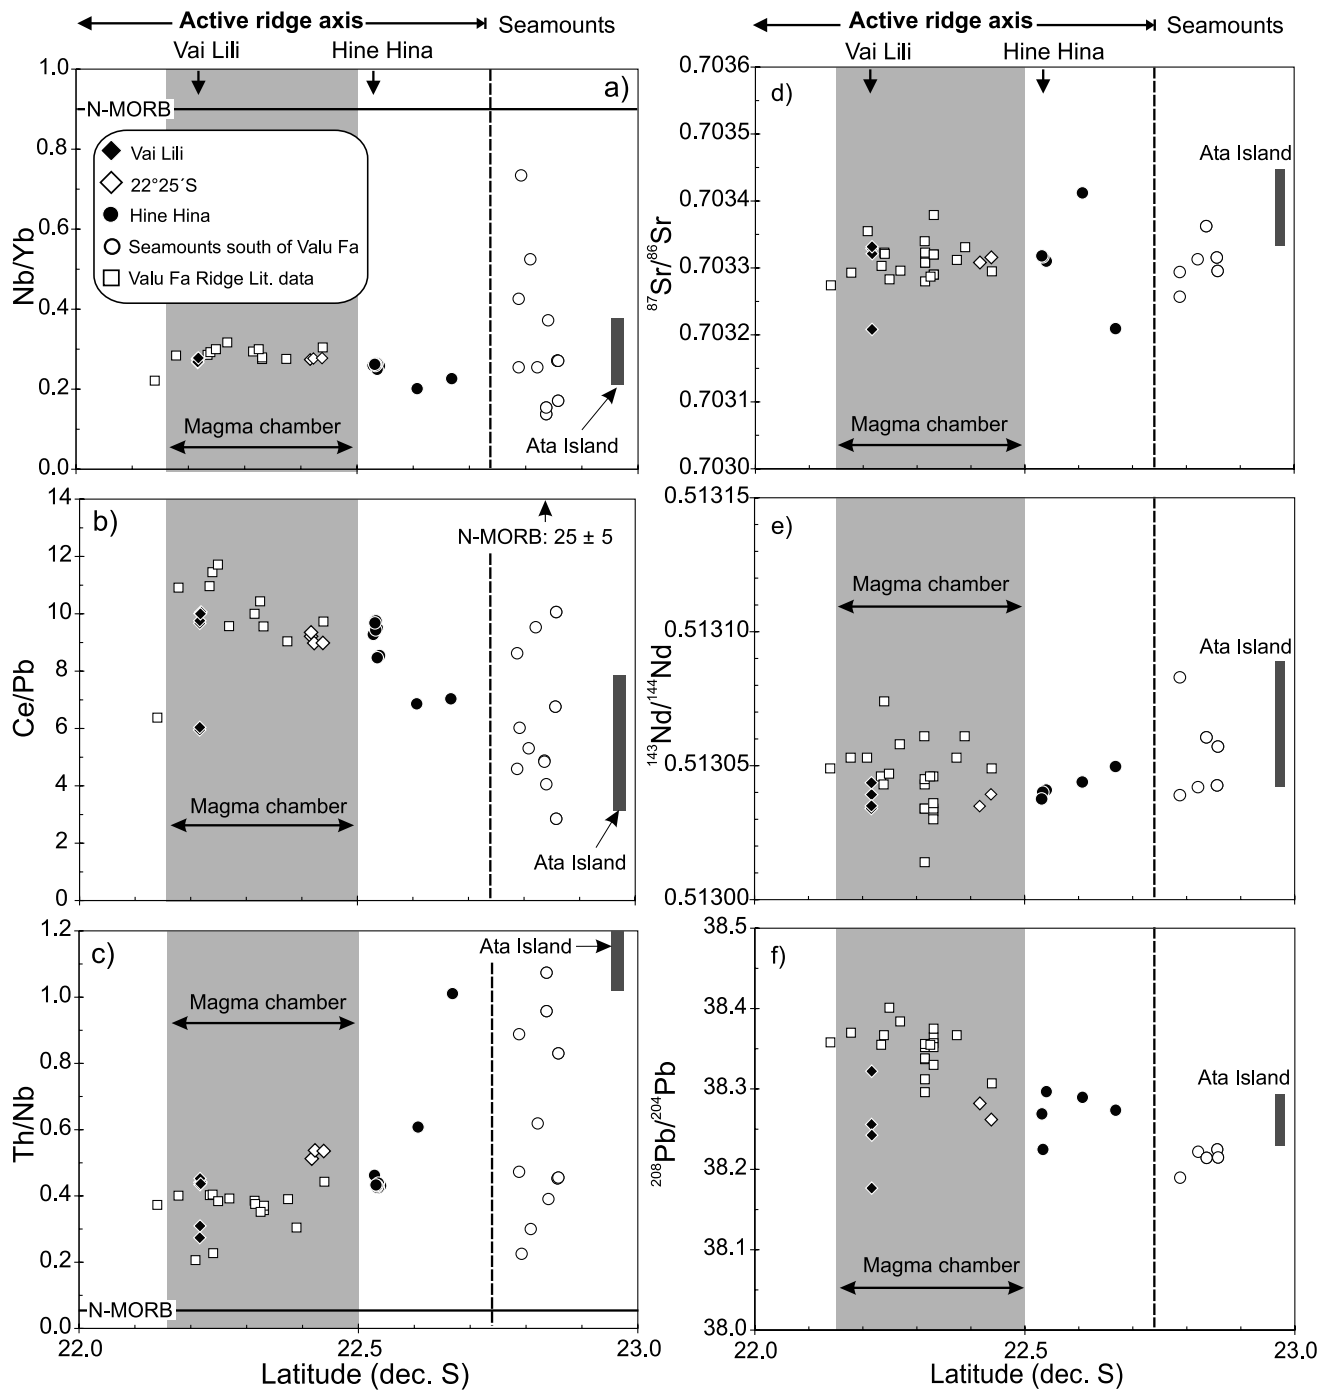 Active ridge axis
Seamounts
Vai Lili
Hine Hina
1.0
0.8
0.6
0.4
0.2
0.0
Nb/Yb
a)
N-MORB
Vai Lili
22°25´S
Hine Hina
Seamounts south of Valu Fa
Valu Fa Ridge Lit. data
Magma chamber
Ata Island
14
12
10
8
6
4
2
0
Ce/Pb
b)
N-MORB: 25 ± 5
Magma chamber
Ata Island
1.2
1.0
0.8
0.6
0.4
0.2
0.0
Th/Nb
c)
Ata Island
Magma chamber
N-MORB
22.0
22.5
23.0
Latitude (dec. S)
Active ridge axis
Seamounts
Vai Lili
Hine Hina
0.7036
0.7035
0.7034
0.7033
0.7032
0.7031
0.7030
87Sr/86Sr
d)
Ata Island
Magma chamber
0.51315
0.51310
0.51305
0.51300
143Nd/144Nd
e)
Magma chamber
Ata Island
38.5
38.4
38.3
38.2
38.1
38.0
208Pb/204Pb
f)
Ata Island
Magma chamber
22.0
22.5
23.0
Latitude (dec. S)